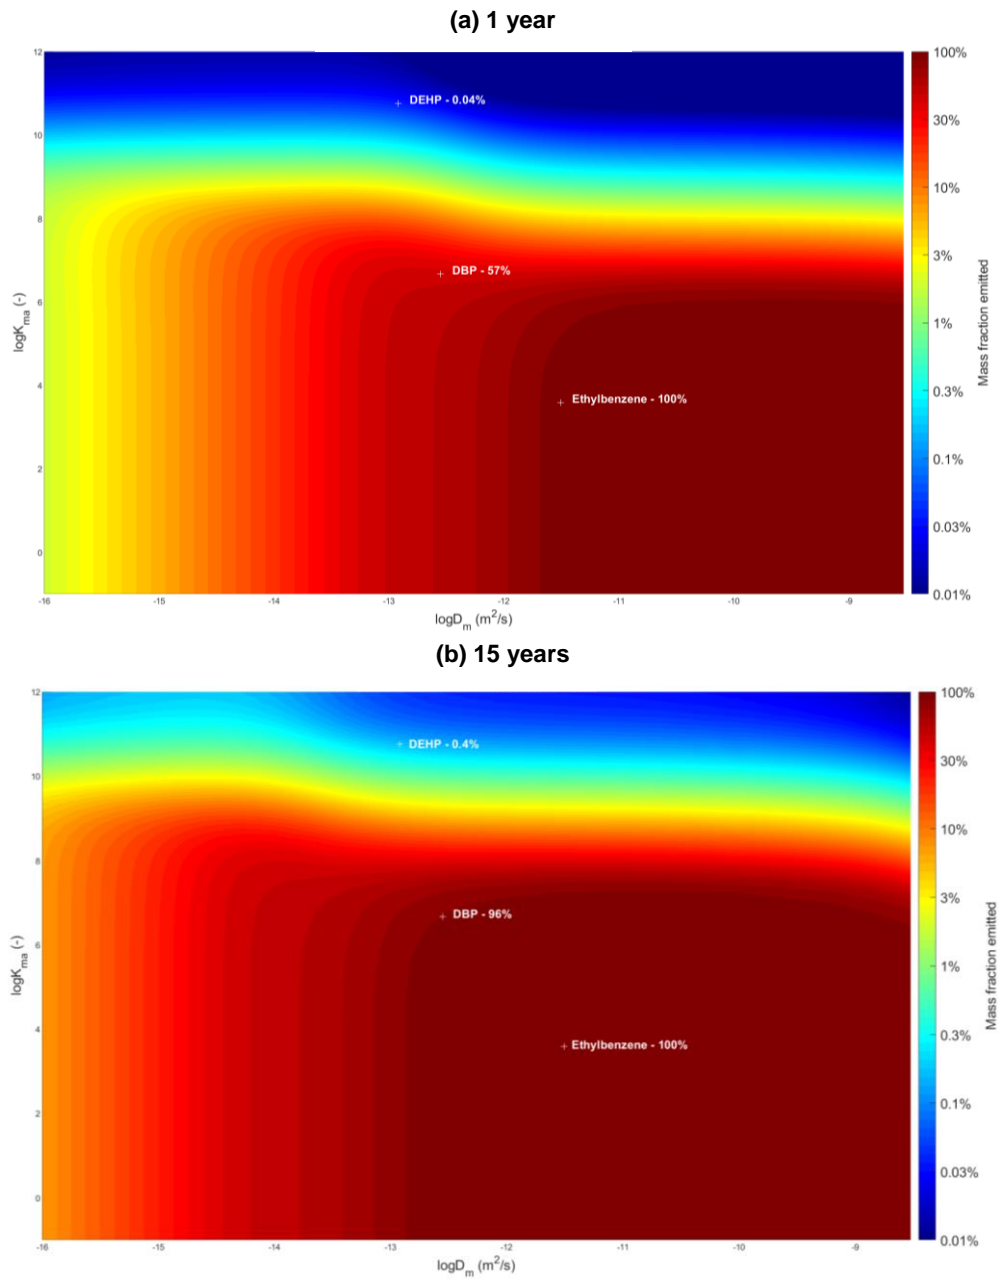 (a) 1 year
12
10
8
6
4
2
0
logK_ma (-)
DEHP - 0.04%
DBP - 57%
Ethylbenzene - 100%
-16 -15 -14 -13 -12 -11 -10 -9
logD_m (m²/s)
100%
30%
10%
3%
1%
0.3%
0.1%
0.03%
0.01%
Mass fraction emitted
(b) 15 years
12
10
8
6
4
2
0
logK_ma (-)
DEHP - 0.4%
DBP - 96%
Ethylbenzene - 100%
-16 -15 -14 -13 -12 -11 -10 -9
logD_m (m²/s)
100%
30%
10%
3%
1%
0.3%
0.1%
0.03%
0.01%
Mass fraction emitted